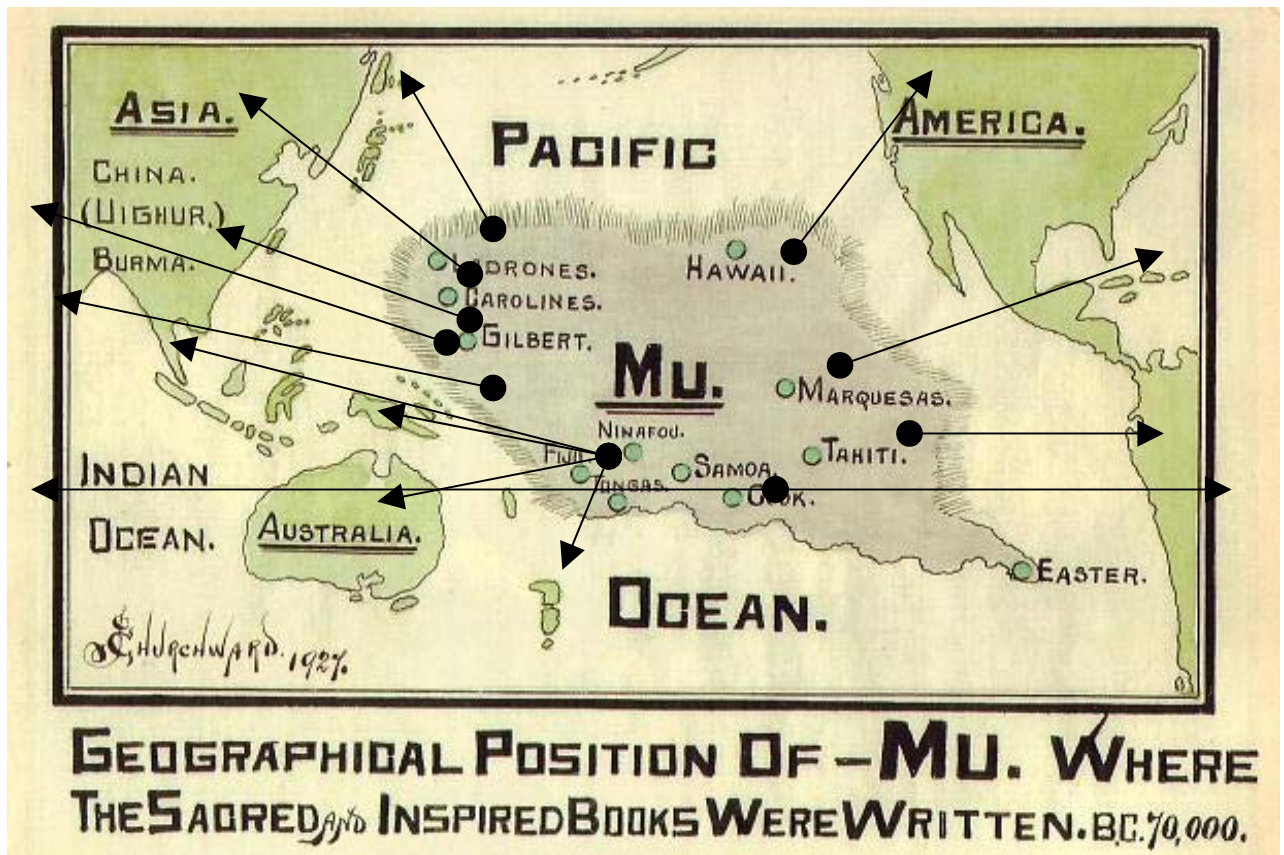 ASIA.
PACIFIC
AMERICA.
CHINA.
(UIGHUR.)
BURMA.
LADRONES.
HAWAII.
CAROLINES.
GILBERT.
MU.
MARQUESAS.
NINAFOU.
FIJI
TAHITI.
SAMOA.
TONGAS.
COOK.
INDIAN
OCEAN.
AUSTRALIA.
EASTER.
OCEAN.
CHURCHWARD. 1927.
GEOGRAPHICAL POSITION OF - MU. WHERE
THE SACRED AND INSPIRED BOOKS WERE WRITTEN. B.C. 70,000.